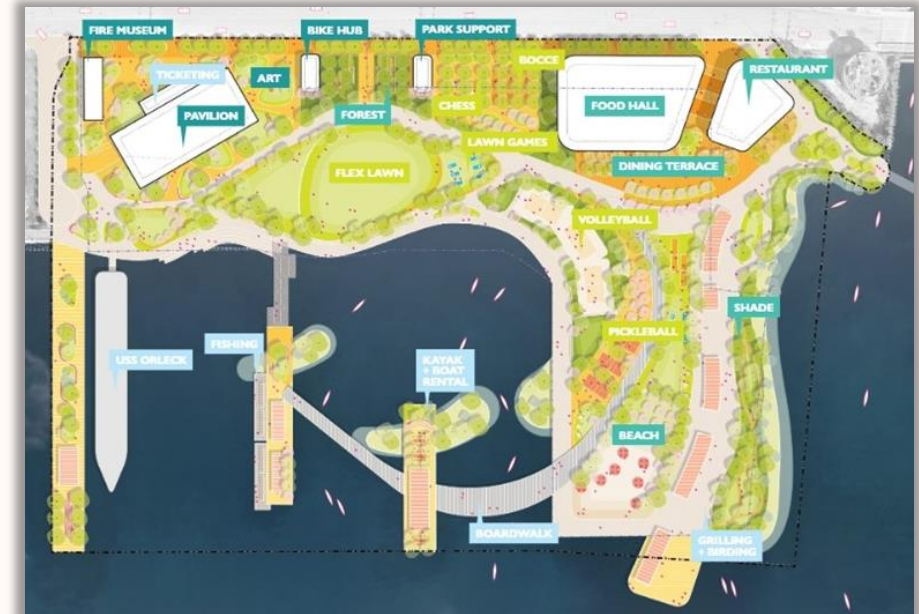 FIRE MUSEUM
BIKE HUB
PARK SUPPORT
TICKETING
ART
BOCCE
RESTAURANT
PAVILION
FOREST
CHESS
FOOD HALL
LAWN GAMES
FLEX LAWN
DINING TERRACE
VOLLEYBALL
SHADE
PICKLEBALL
USS ORLECK
FISHING
KAYAK
+ BOAT
RENTAL
BEACH
BOARDWALK
GRILLING
+ BIRDING